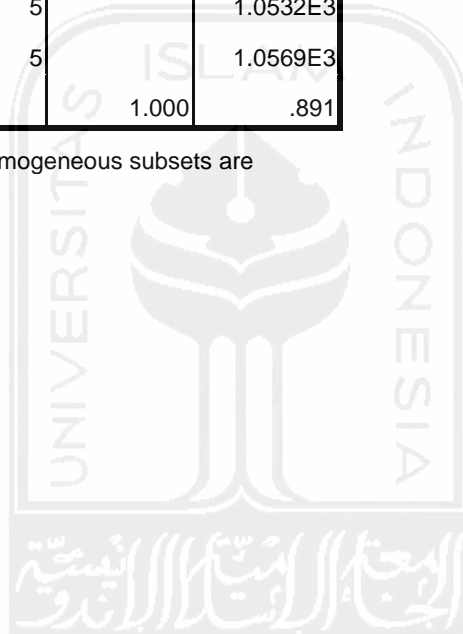 5 1.0532E3
5 1.0569E3
1.000 .891
mogeneous subsets are
ISLAM
UNIVERSITAS
INDONESIA